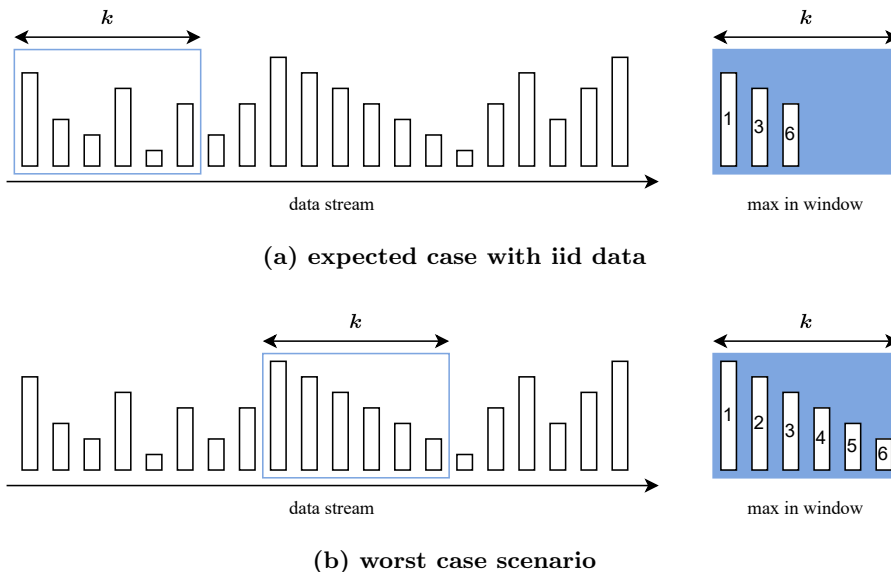 k k
1 3 6
data stream max in window
(a) expected case with iid data
k k
1 2 3 4 5 6
data stream max in window
(b) worst case scenario